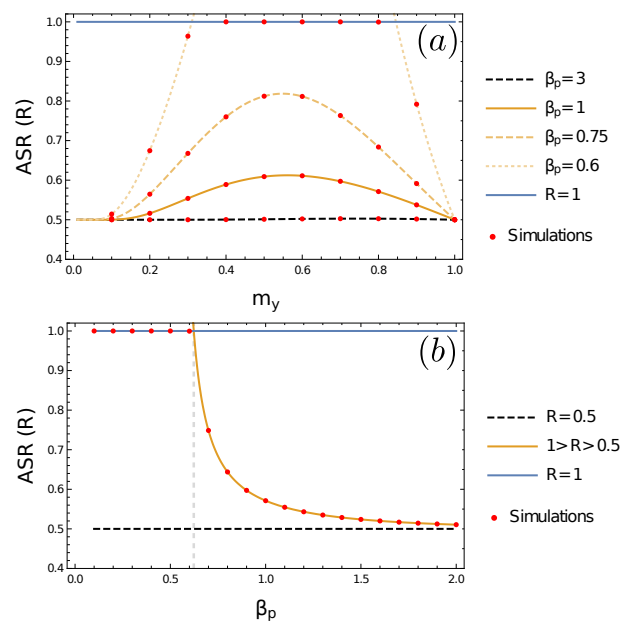 (a)
ASR (R)
1.0
0.9
0.8
0.7
0.6
0.5
0.4
0.0 0.2 0.4 0.6 0.8 1.0
m_y
β_p=3
β_p=1
β_p=0.75
β_p=0.6
R=1
Simulations
(b)
ASR (R)
1.0
0.9
0.8
0.7
0.6
0.5
0.4
0.0 0.5 1.0 1.5 2.0
β_p
R=0.5
1>R>0.5
R=1
Simulations